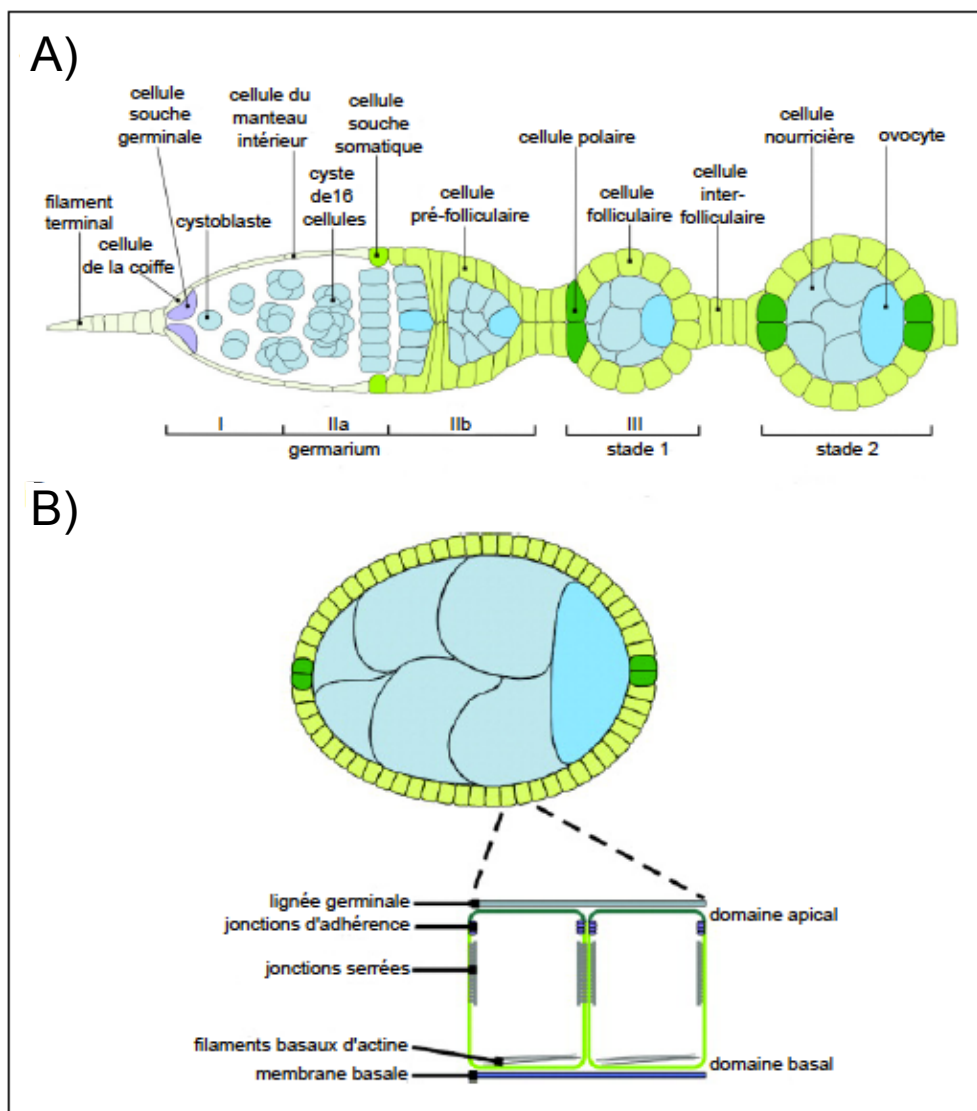 A)
cellule
souche
germinale
cellule du
manteau
intérieur
cellule
souche
somatique
cellule polaire
cellule
nourricière
ovocyte
filament
terminal
cellule
de la coiffe
cystoblaste
cyste
de16
cellules
cellule
pré-folliculaire
cellule
folliculaire
cellule
inter-
folliculaire
I
IIa
IIb
III
germarium
stade 1
stade 2
B)
lignée germinale
domaine apical
jonctions d'adhérence
jonctions serrées
filaments basaux d'actine
domaine basal
membrane basale